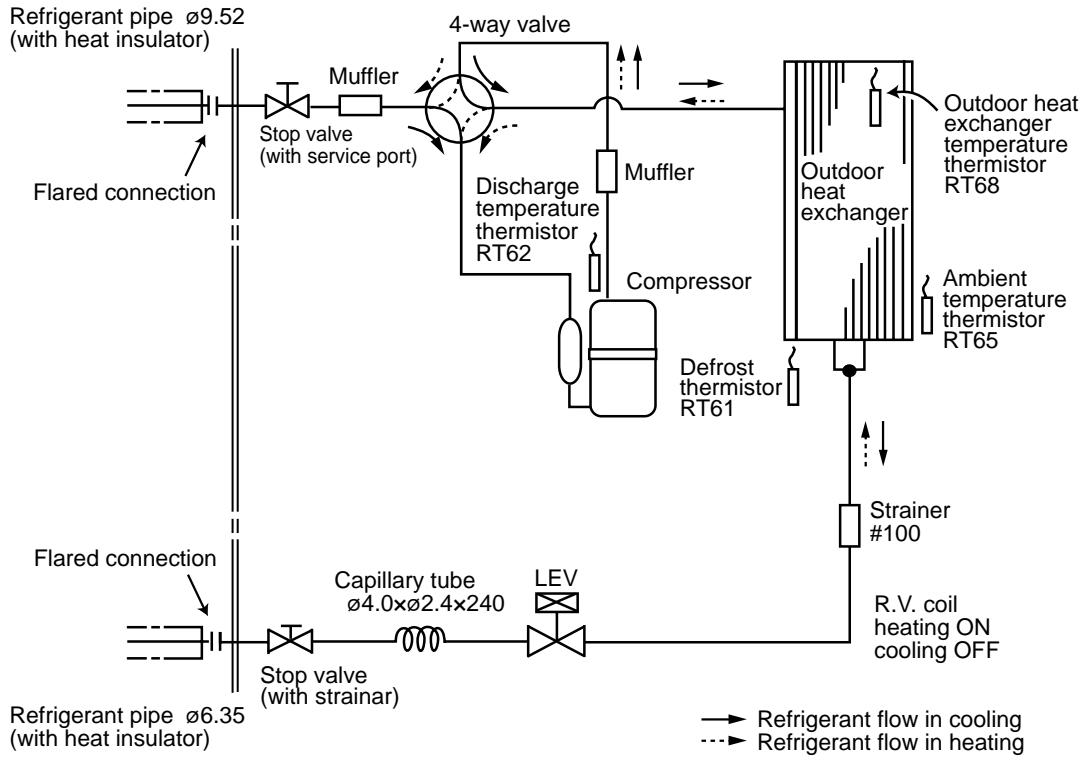 Refrigerant pipe ø9.52
(with heat insulator)
4-way valve
Muffler
Stop valve
(with service port)
Flared connection
Outdoor heat
exchanger
temperature
thermistor
RT68
Muffler
Outdoor
heat
exchanger
Discharge
temperature
thermistor
RT62
Compressor
Ambient
temperature
thermistor
RT65
Defrost
thermistor
RT61
Strainer
#100
Flared connection
Capillary tube
ø4.0×ø2.4×240
LEV
R.V. coil
heating ON
cooling OFF
Stop valve
(with strainar)
Refrigerant pipe ø6.35
(with heat insulator)
Refrigerant flow in cooling
Refrigerant flow in heating